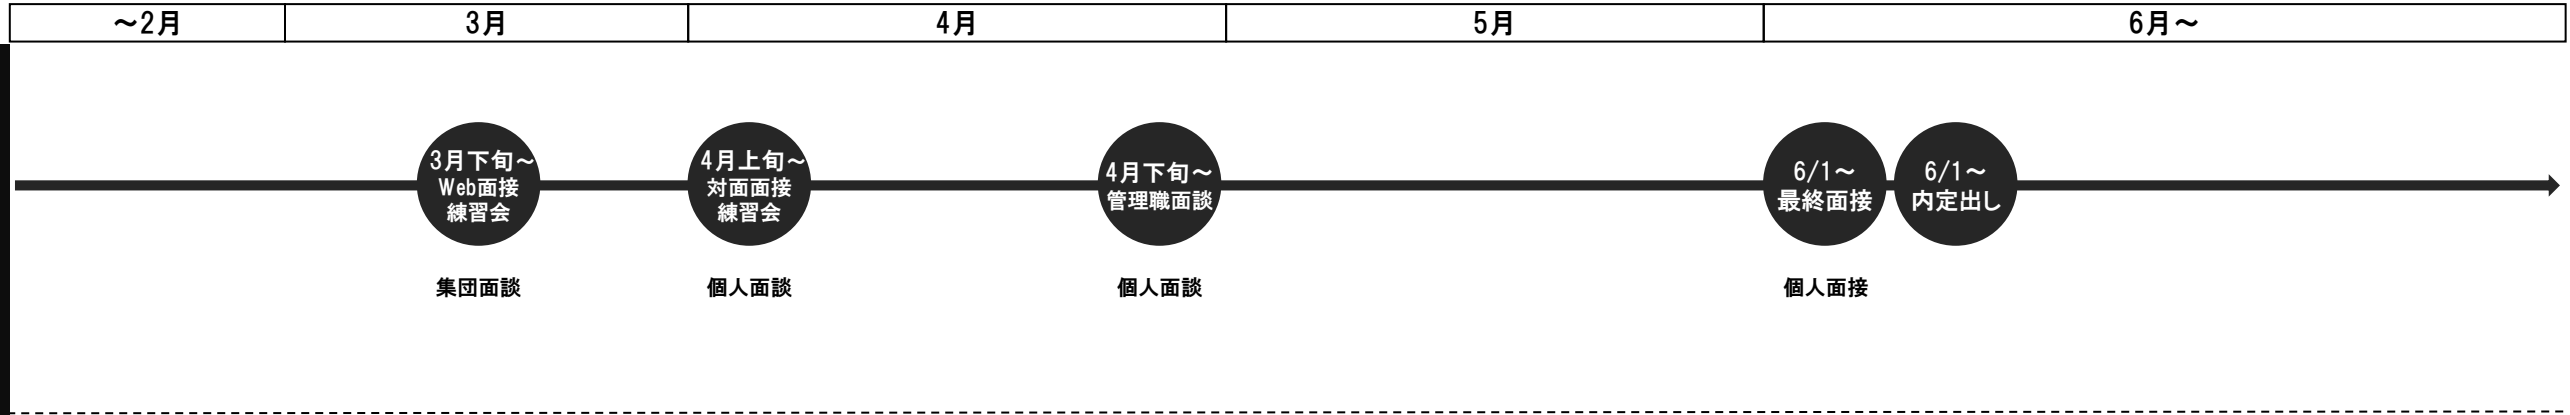 ～2月
3月
4月
5月
6月～
3月下旬～
Web面接
練習会
4月上旬～
対面面接
練習会
4月下旬～
管理職面談
6/1～
最終面接
6/1～
内定出し
集団面談
個人面談
個人面談
個人面接